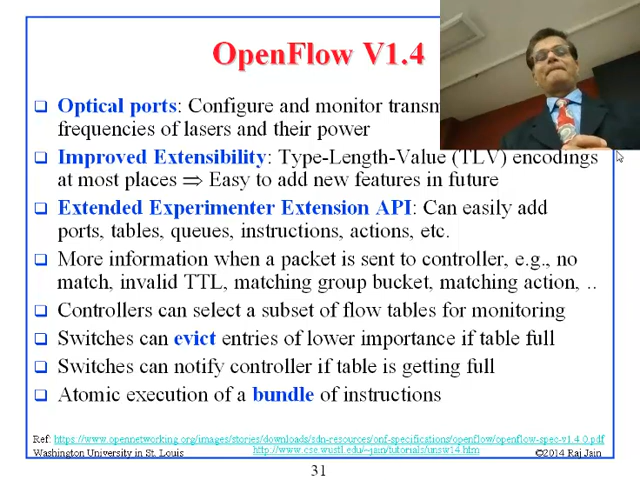 OpenFlow V1.4
Optical ports: Configure and monitor transm
frequencies of lasers and their power
Improved Extensibility: Type-Length-Value (TLV) encodings
at most places ⇒ Easy to add new features in future
Extended Experimenter Extension API: Can easily add
ports, tables, queues, instructions, actions, etc.
More information when a packet is sent to controller, e.g., no
match, invalid TTL, matching group bucket, matching action, ..
Controllers can select a subset of flow tables for monitoring
Switches can evict entries of lower importance if table full
Switches can notify controller if table is getting full
Atomic execution of a bundle of instructions
Ref: https://www.opennetworking.org/images/stories/downloads/sdn-resources/onf-specifications/openflow/openflow-spec-v1.4.0.pdf
Washington University in St. Louis http://www.cse.wustl.edu/~jain/tutorials/unsw14.htm ©2014 Raj Jain
31